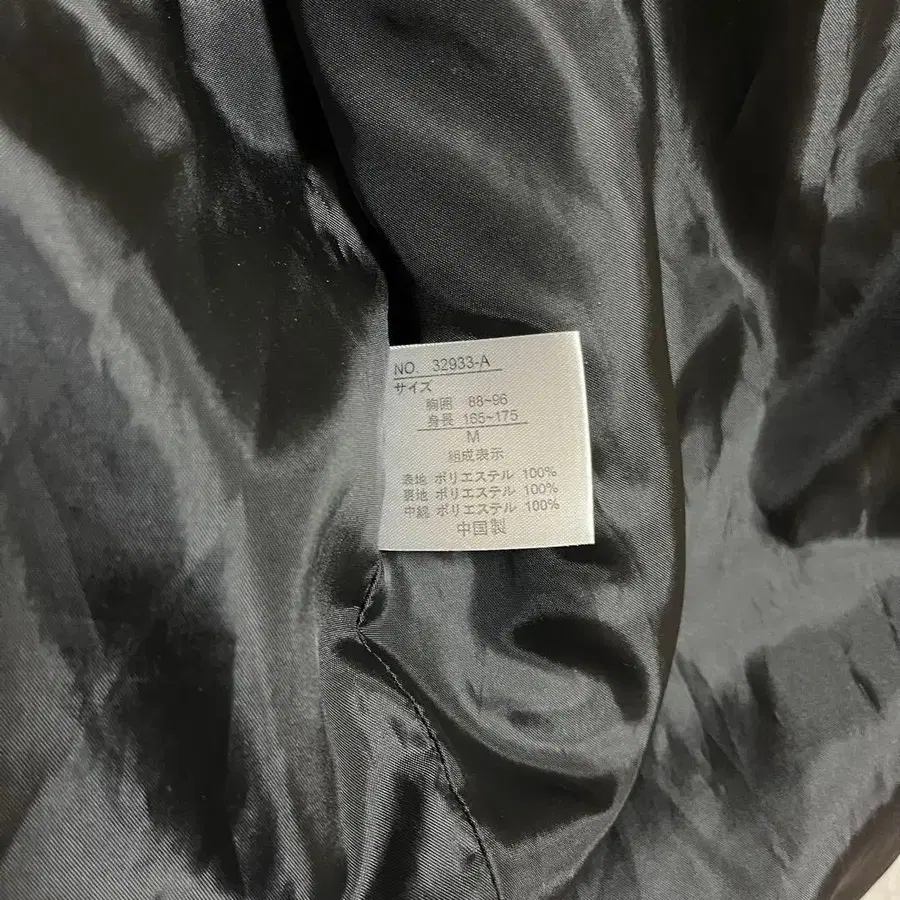 NO. 32933-A
サイズ
胸囲 88~96
身長 165~175
M
組成表示
表地 ポリエステル 100%
裏地 ポリエステル 100%
中綿 ポリエステル 100%
中国製